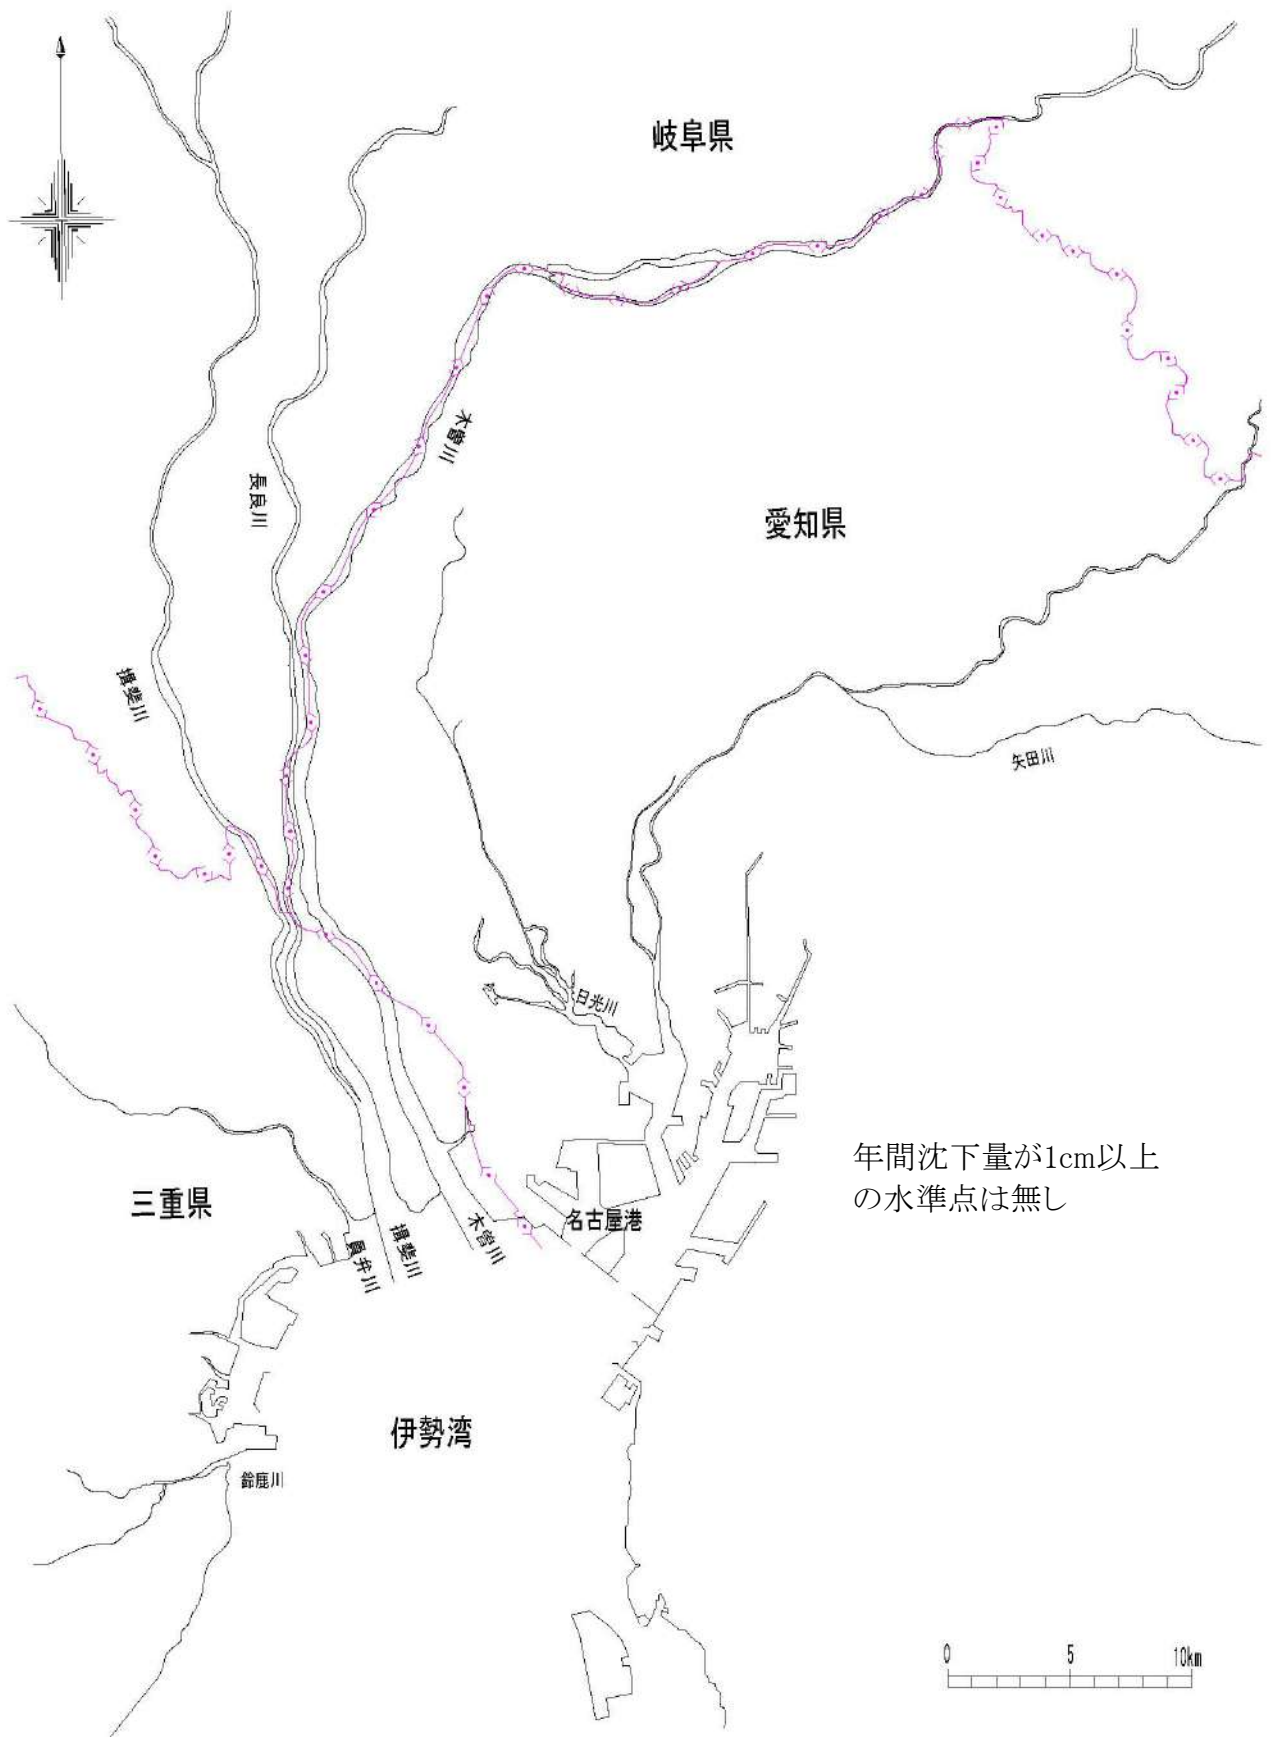 岐阜県
木曽川
長良川
愛知県
揖斐川
矢田川
日光川
年間沈下量が1cm以上
の水準点は無し
三重県
名古屋港
木曽川
揖斐川
員弁川
伊勢湾
鈴鹿川
0 5 10km